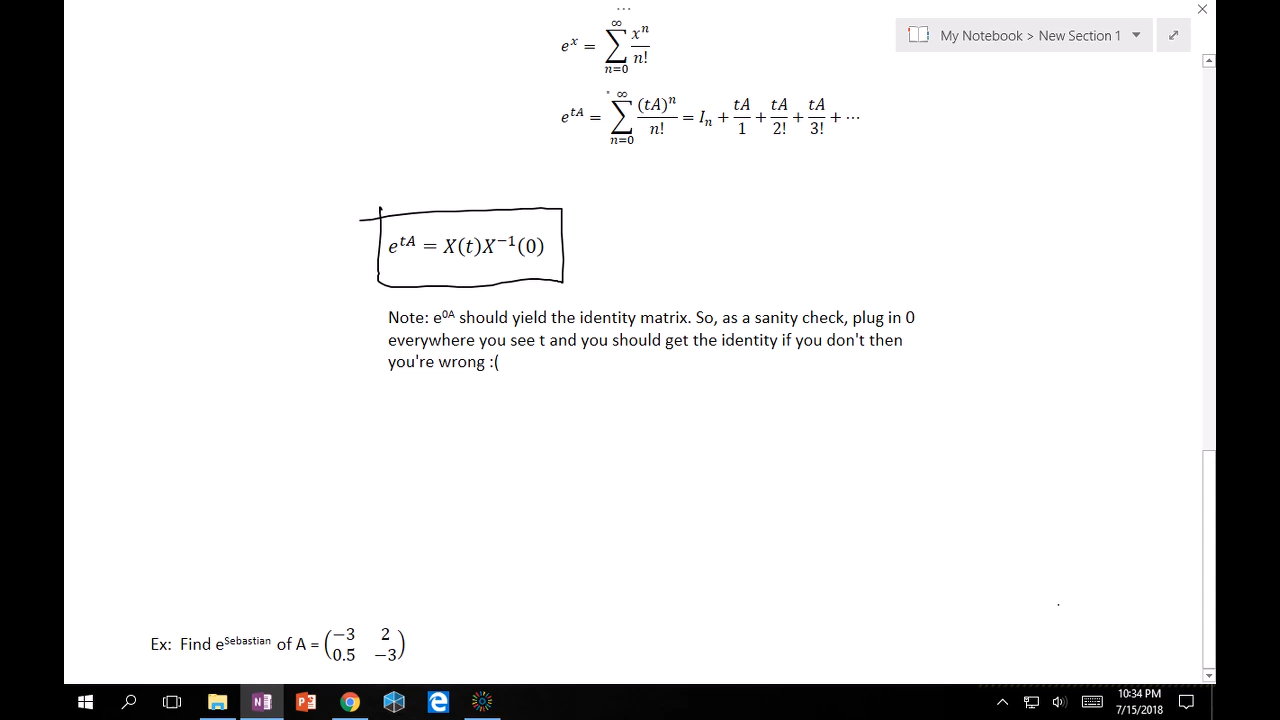 ...
My Notebook > New Section 1
eˣ = ∑_{n=0}^{∞} xⁿ/n!
e^{tA} = ∑_{n=0}^{∞} (tA)ⁿ/n! = Iₙ + tA/1 + tA/2! + tA/3! + ⋯
e^{tA} = X(t)X⁻¹(0)
Note: e^{0A} should yield the identity matrix. So, as a sanity check, plug in 0
everywhere you see t and you should get the identity if you don't then
you're wrong :(
Ex: Find e^{Sebastian} of A = (−3 2
0.5 −3)
10:34 PM
7/15/2018